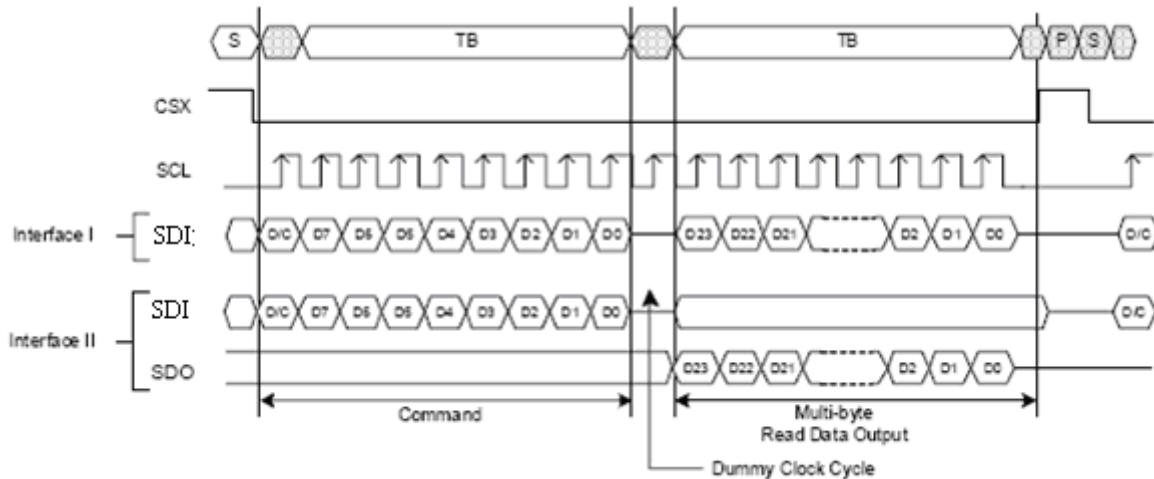 S TB TB P S
CSX
SCL
Interface I SDI: D/C D7 D6 D5 D4 D3 D2 D1 D0 D23 D22 D21 D2 D1 D0 D/C
SDI D/C D7 D6 D5 D4 D3 D2 D1 D0 D/C
Interface II
SDO D23 D22 D21 D2 D1 D0
Command Multi-byte
Read Data Output
Dummy Clock Cycle